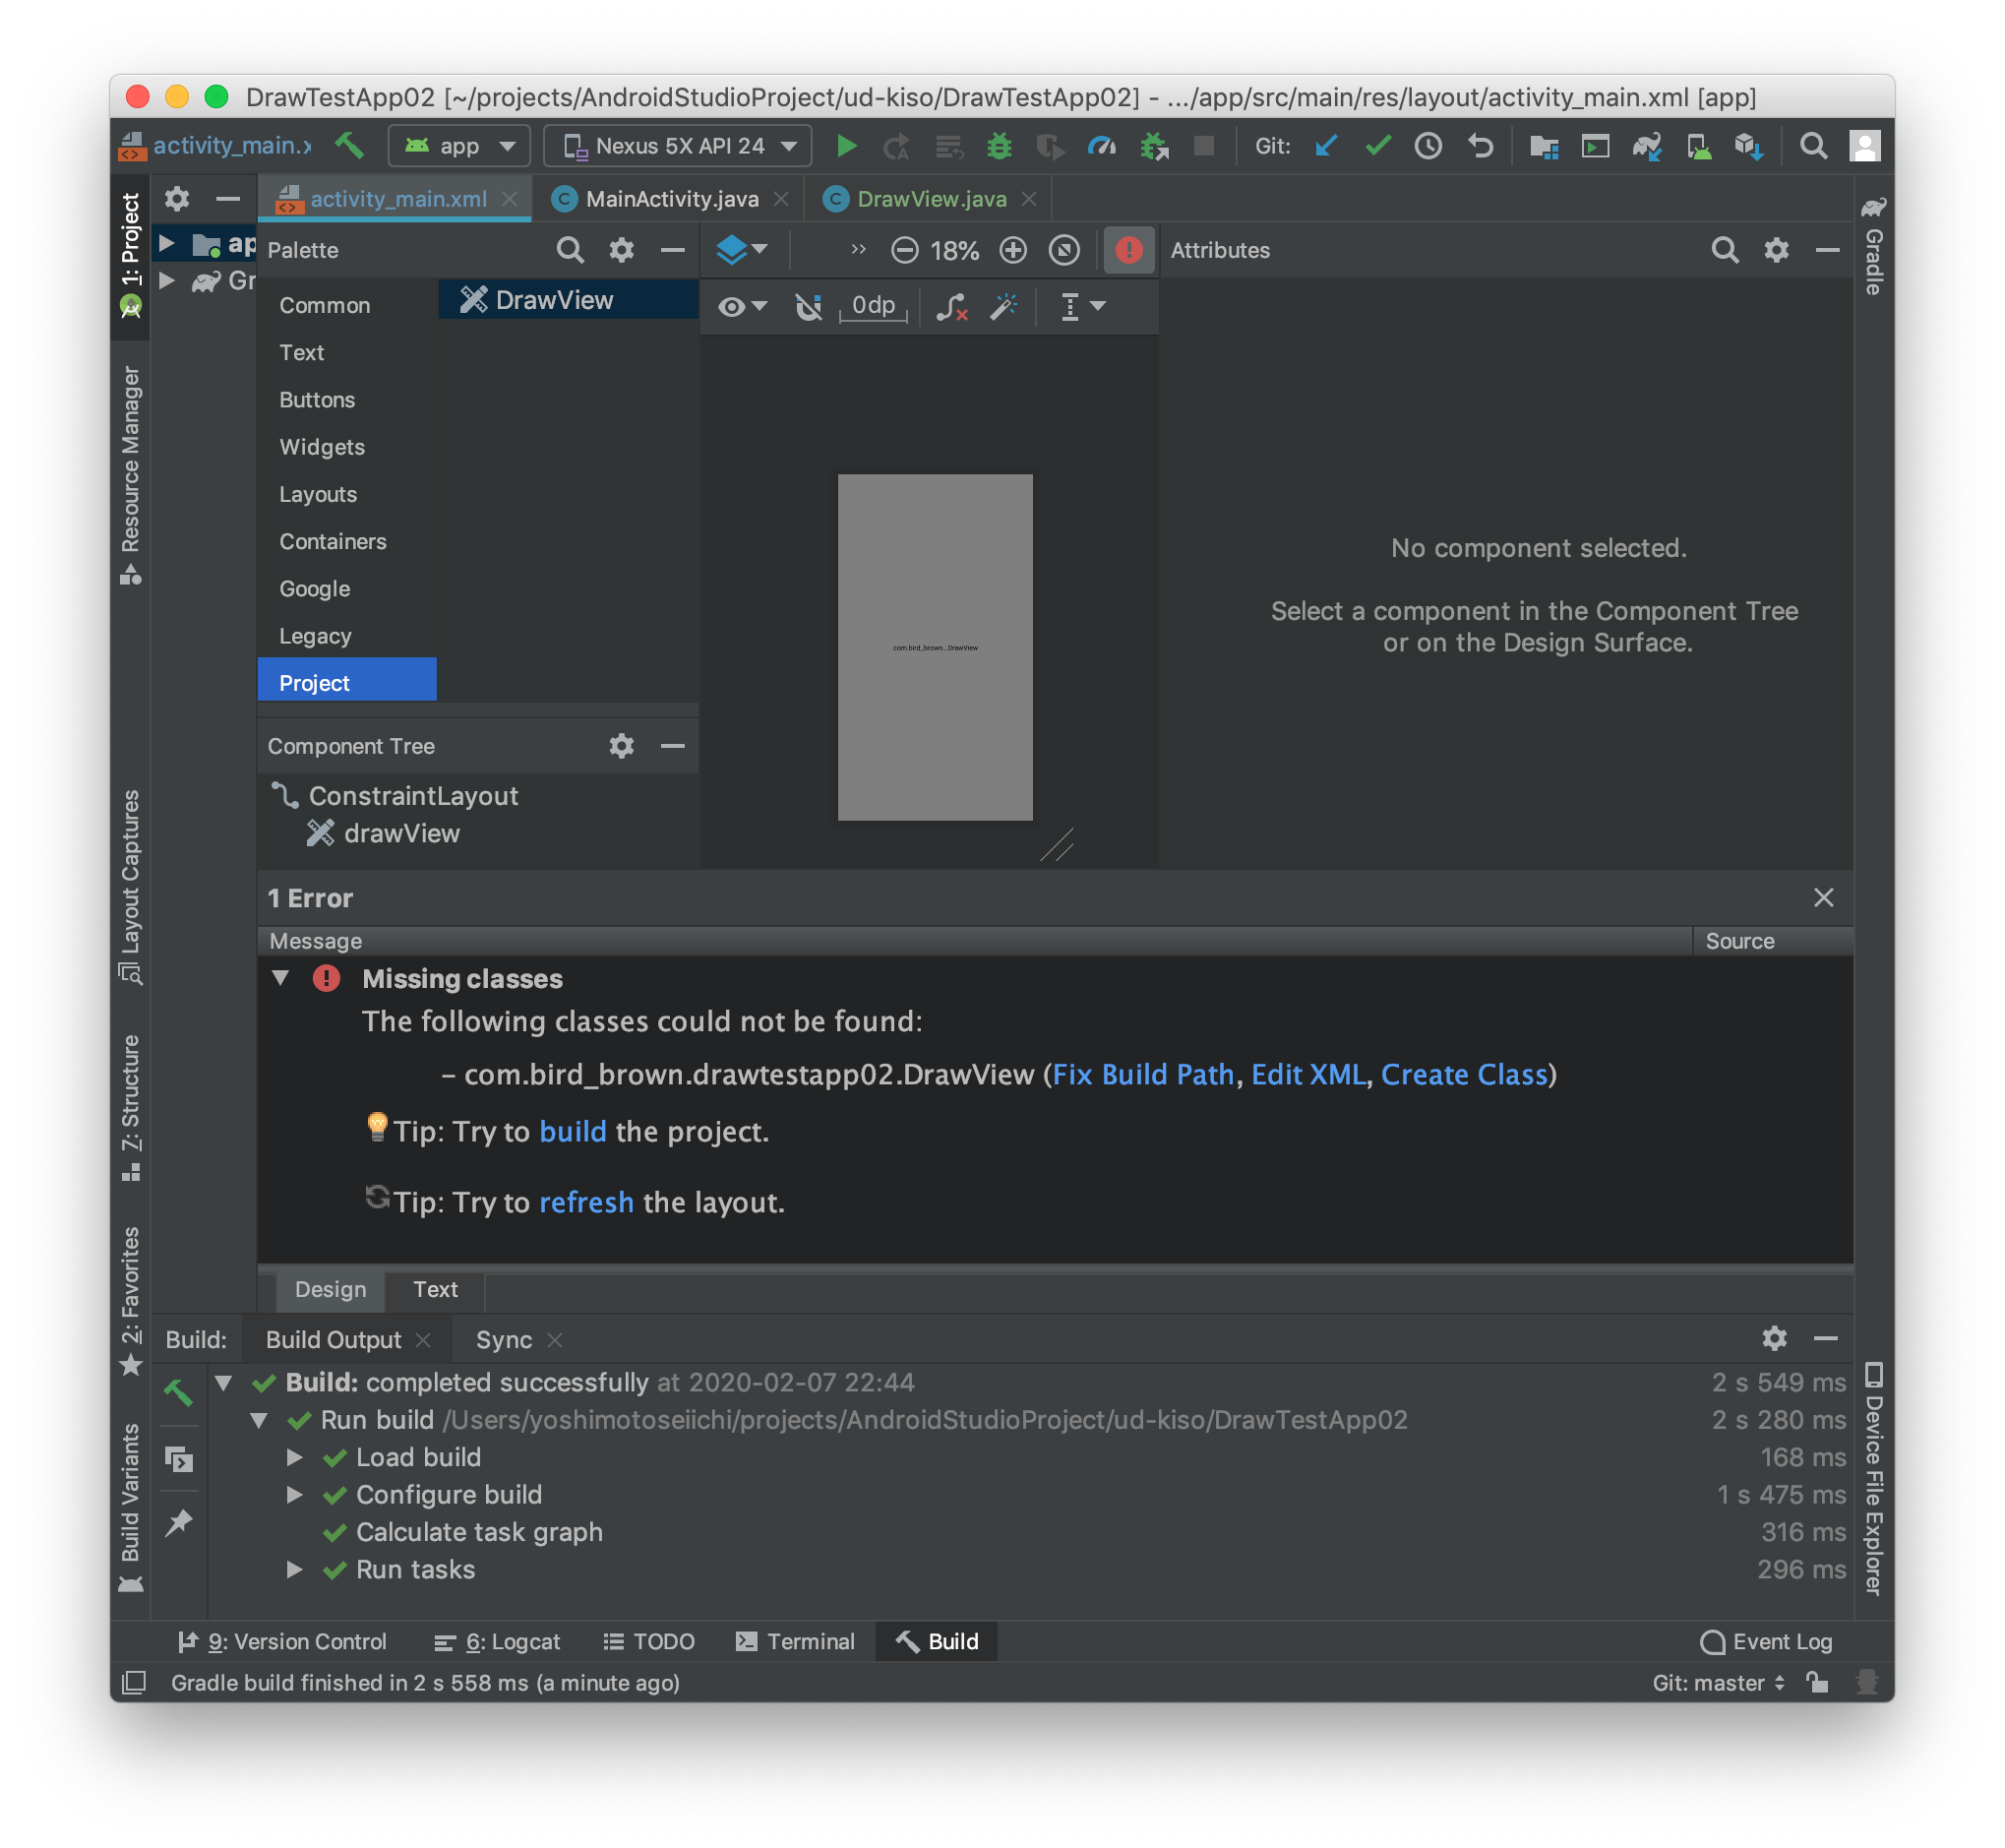 DrawTestApp02 [~/projects/AndroidStudioProject/ud-kiso/DrawTestApp02] - .../app/src/main/res/layout/activity_main.xml [app]
activity_main.x
app
Nexus 5X API 24
Git:
1: Project
Resource Manager
Layout Captures
7: Structure
2: Favorites
Build Variants
ap
Gr
activity_main.xml
MainActivity.java
DrawView.java
Palette
Common
Text
Buttons
Widgets
Layouts
Containers
Google
Legacy
Project
DrawView
18%
0dp
com.bird_brown...DrawView
Attributes
No component selected.
Select a component in the Component Tree
or on the Design Surface.
Gradle
Device File Explorer
Component Tree
ConstraintLayout
drawView
1 Error
Message
Source
Missing classes
The following classes could not be found:
– com.bird_brown.drawtestapp02.DrawView (Fix Build Path, Edit XML, Create Class)
Tip: Try to build the project.
Tip: Try to refresh the layout.
Design
Text
Build:
Build Output
Sync
Build: completed successfully at 2020-02-07 22:44
2 s 549 ms
Run build /Users/yoshimotoseiichi/projects/AndroidStudioProject/ud-kiso/DrawTestApp02
2 s 280 ms
Load build
168 ms
Configure build
1 s 475 ms
Calculate task graph
316 ms
Run tasks
296 ms
9: Version Control
6: Logcat
TODO
Terminal
Build
Event Log
Gradle build finished in 2 s 558 ms (a minute ago)
Git: master